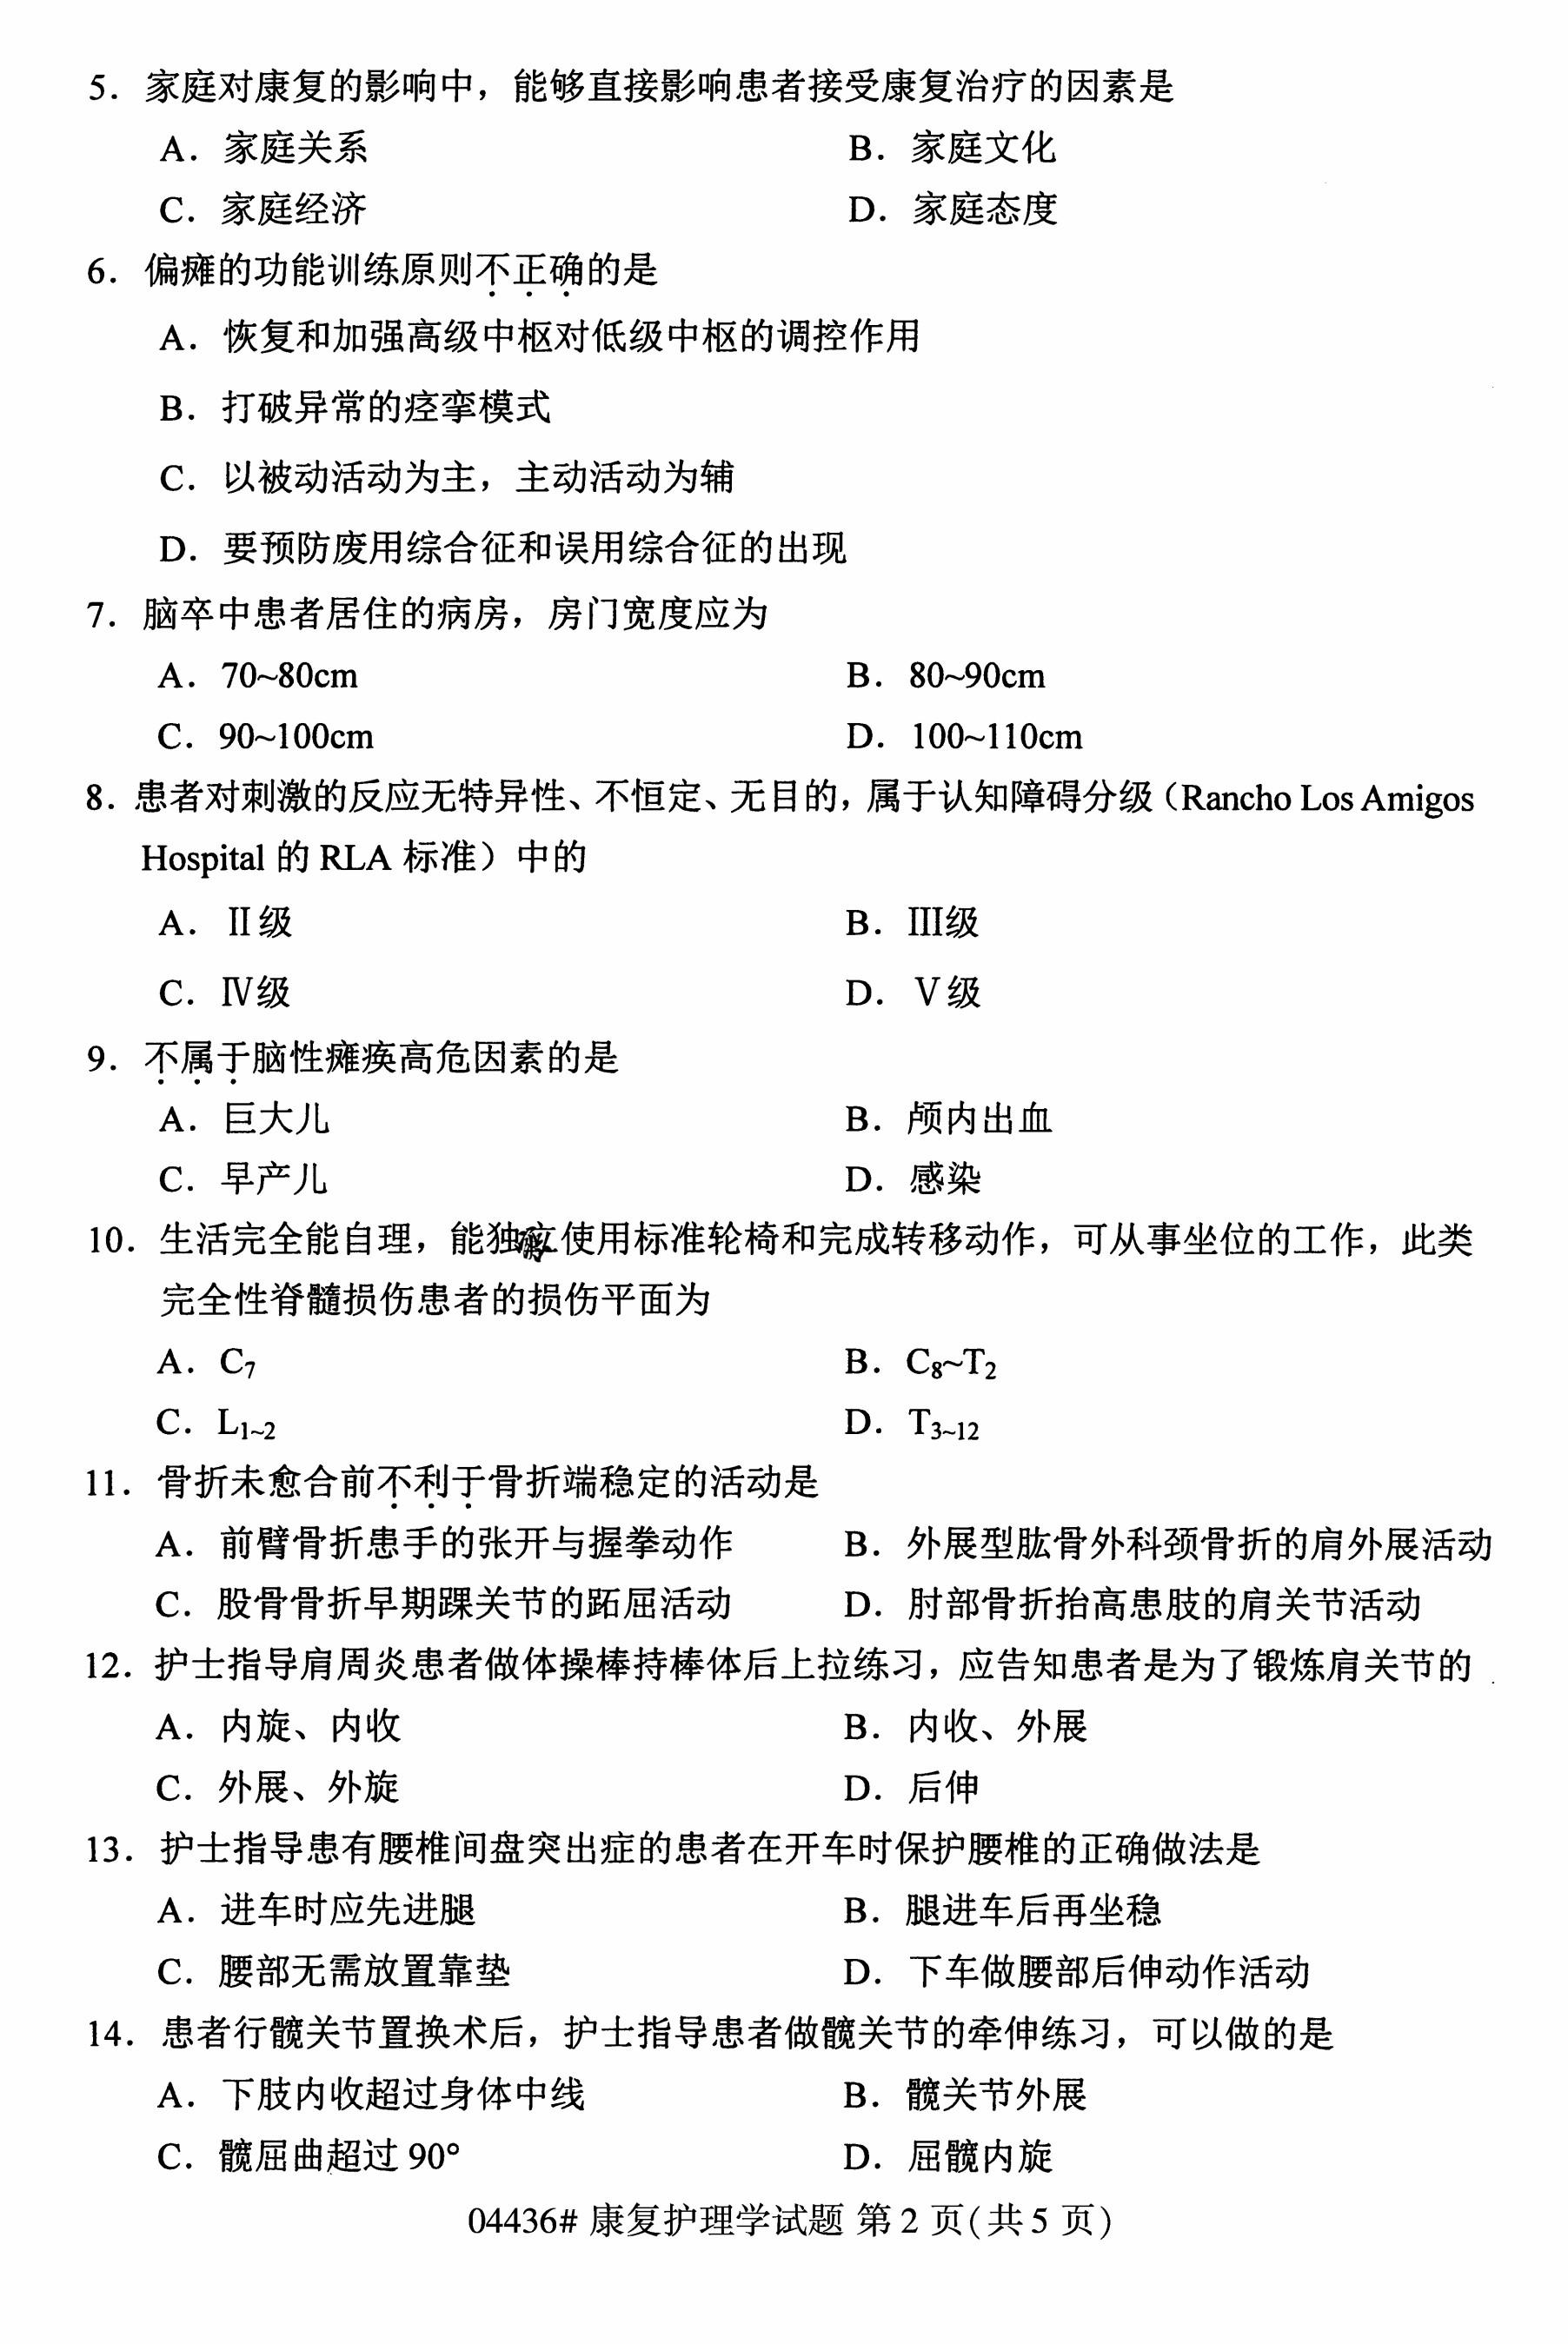 5. 家庭对康复的影响中，能够直接影响患者接受康复治疗的因素是
A. 家庭关系 B. 家庭文化
C. 家庭经济 D. 家庭态度
6. 偏瘫的功能训练原则不正确的是
A. 恢复和加强高级中枢对低级中枢的调控作用
B. 打破异常的痉挛模式
C. 以被动活动为主，主动活动为辅
D. 要预防废用综合征和误用综合征的出现
7. 脑卒中患者居住的病房，房门宽度应为
A. 70~80cm B. 80~90cm
C. 90~100cm D. 100~110cm
8. 患者对刺激的反应无特异性、不恒定、无目的，属于认知障碍分级（Rancho Los Amigos
Hospital 的 RLA 标准）中的
A. Ⅱ级 B. Ⅲ级
C. Ⅳ级 D. Ⅴ级
9. 不属于脑性瘫痪高危因素的是
A. 巨大儿 B. 颅内出血
C. 早产儿 D. 感染
10. 生活完全能自理，能独立使用标准轮椅和完成转移动作，可从事坐位的工作，此类
完全性脊髓损伤患者的损伤平面为
A. C₇ B. C₈~T₂
C. L₁~₂ D. T₃~₁₂
11. 骨折未愈合前不利于骨折端稳定的活动是
A. 前臂骨折患手的张开与握拳动作 B. 外展型肱骨外科颈骨折的肩外展活动
C. 股骨骨折早期踝关节的跖屈活动 D. 肘部骨折抬高患肢的肩关节活动
12. 护士指导肩周炎患者做体操棒持棒体后上拉练习，应告知患者是为了锻炼肩关节的
A. 内旋、内收 B. 内收、外展
C. 外展、外旋 D. 后伸
13. 护士指导患有腰椎间盘突出症的患者在开车时保护腰椎的正确做法是
A. 进车时应先进腿 B. 腿进车后再坐稳
C. 腰部无需放置靠垫 D. 下车做腰部后伸动作活动
14. 患者行髋关节置换术后，护士指导患者做髋关节的牵伸练习，可以做的是
A. 下肢内收超过身体中线 B. 髋关节外展
C. 髋屈曲超过 90° D. 屈髋内旋
04436# 康复护理学试题 第 2 页(共 5 页)